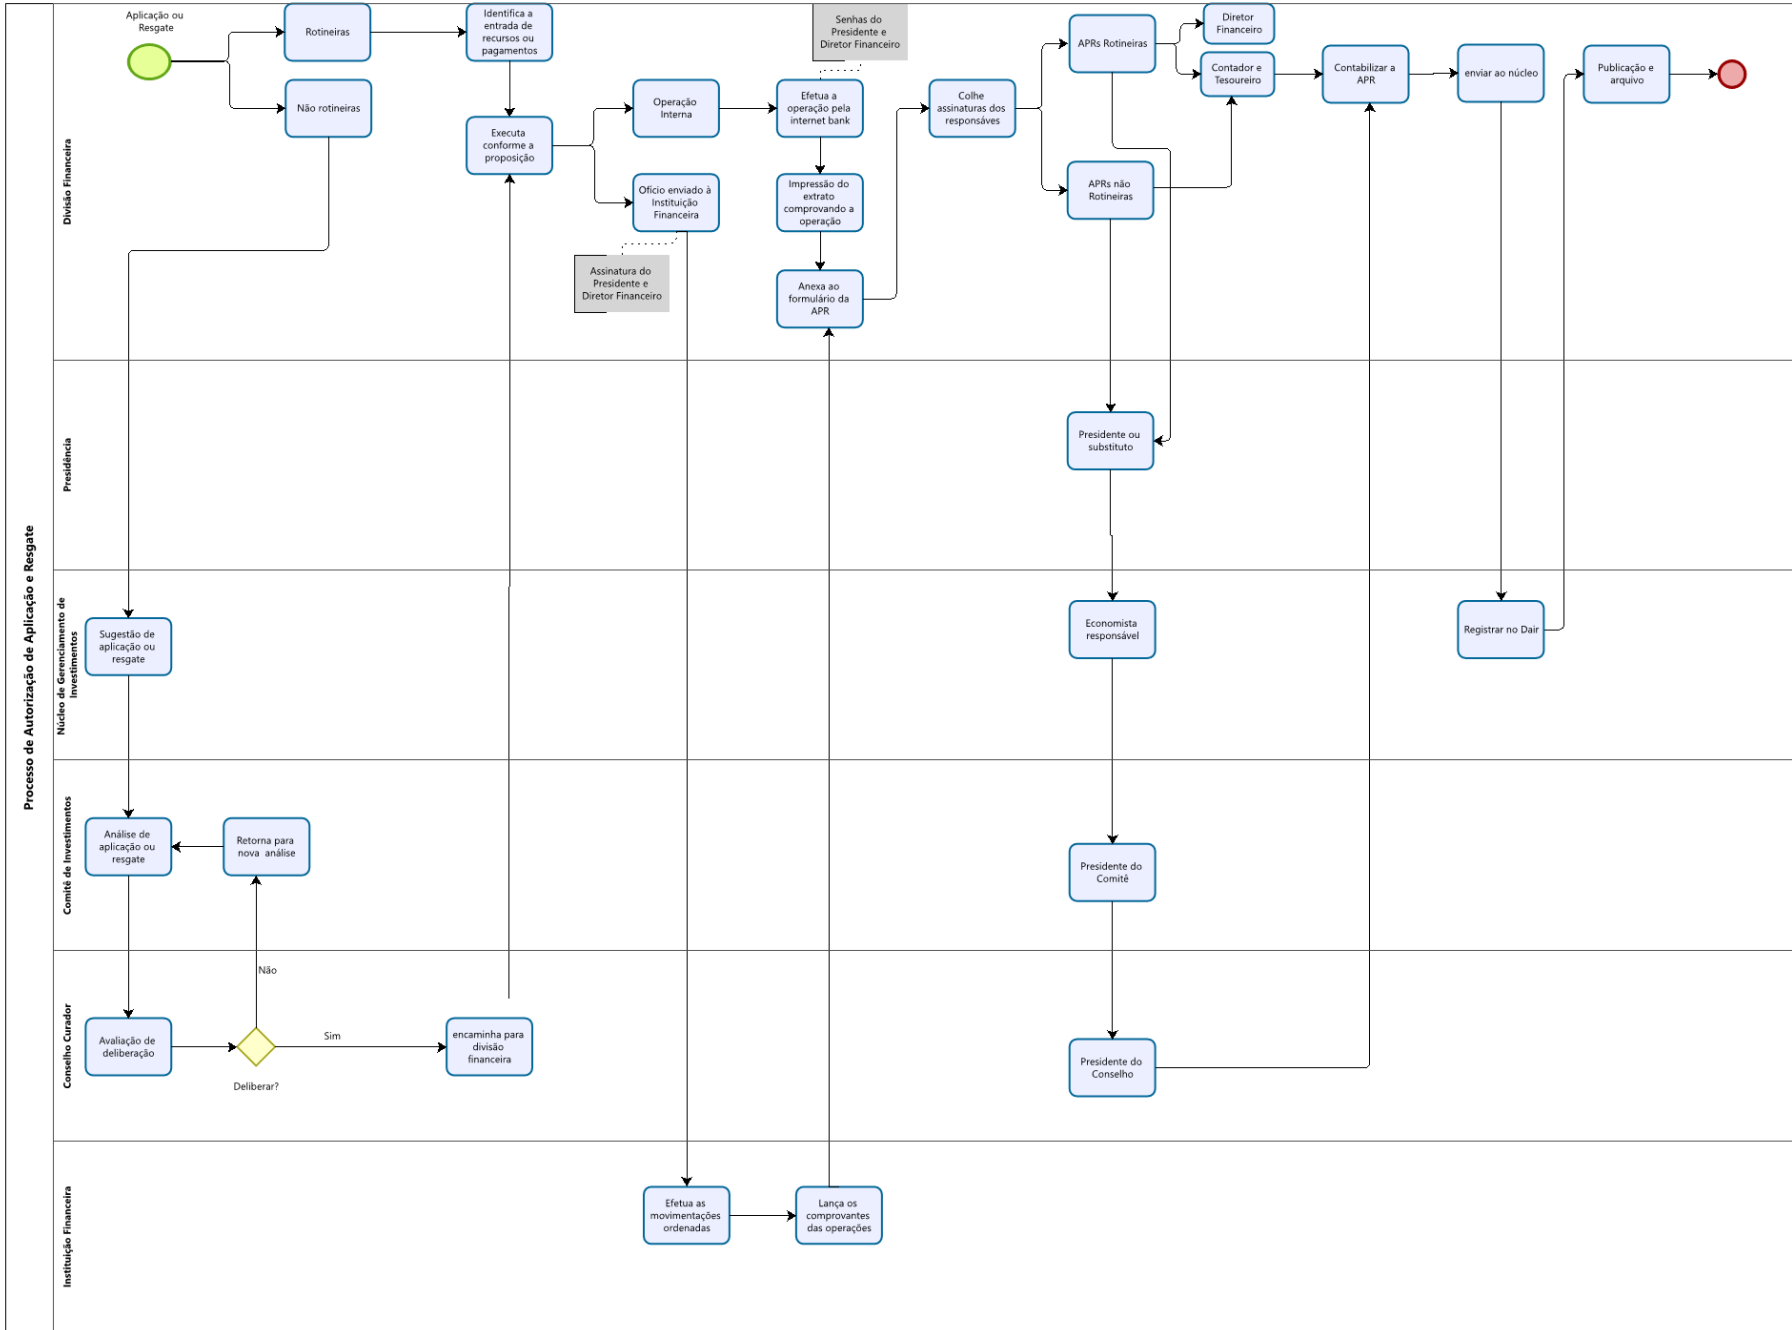 Processo de Autorização de Aplicação e Resgate
Divisão Financeira
Aplicação ou
Resgate
Rotineiras
Não rotineiras
Identifica a
entrada de
recursos ou
pagamentos
Executa
conforme a
proposição
Operação
Interna
Ofício enviado à
Instituição
Financeira
Assinatura do
Presidente e
Diretor Financeiro
Senhas do
Presidente e
Diretor Financeiro
Efetua a
operação pela
internet bank
Impressão do
extrato
comprovando a
operação
Anexa ao
formulário da
APR
Colhe
assinaturas dos
responsáves
APRs Rotineiras
APRs não
Rotineiras
Diretor
Financeiro
Contador e
Tesoureiro
Contabilizar a
APR
enviar ao núcleo
Publicação e
arquivo
Presidência
Presidente ou
substituto
Núcleo de Gerenciamento de
Investimentos
Sugestão de
aplicação ou
resgate
Economista
responsável
Registrar no Dair
Comitê de Investimentos
Análise de
aplicação ou
resgate
Retorna para
nova análise
Presidente do
Comitê
Conselho Curador
Avaliação de
deliberação
Não
Sim
Deliberar?
encaminha para
divisão
financeira
Presidente do
Conselho
Instituição Financeira
Efetua as
movimentações
ordenadas
Lança os
comprovantes
das operações